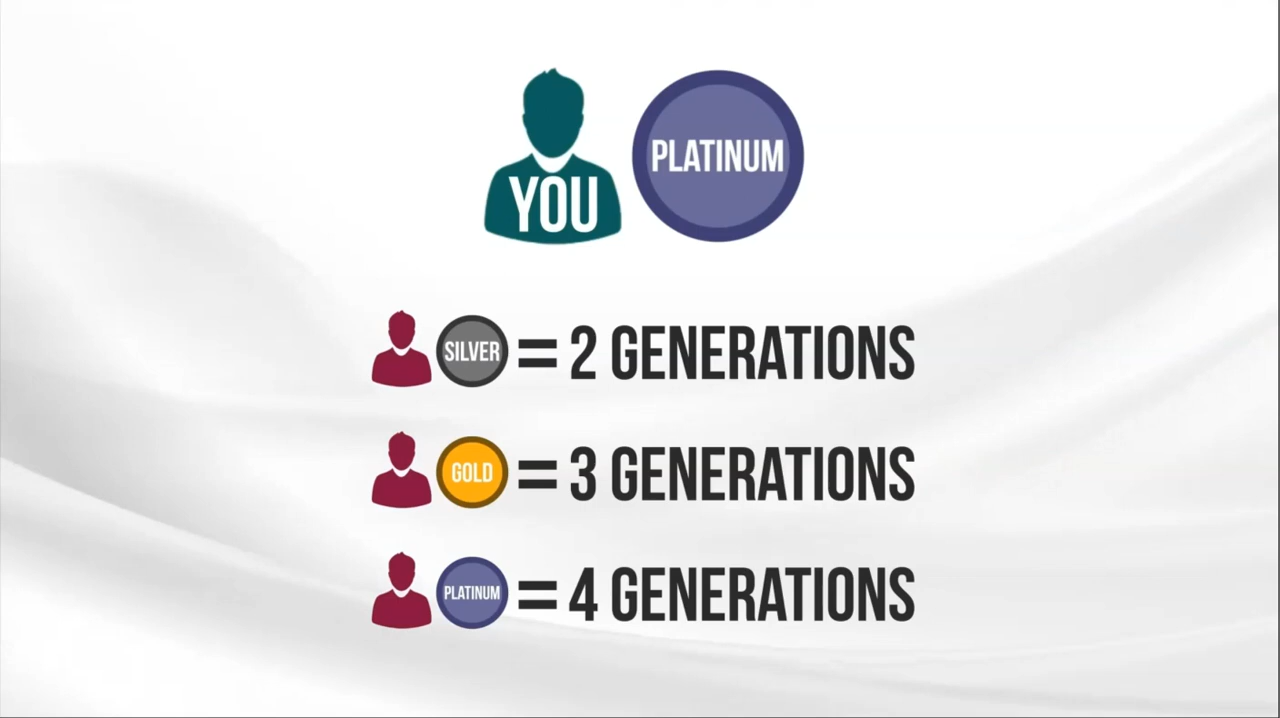 YOU PLATINUM
SILVER = 2 GENERATIONS
GOLD = 3 GENERATIONS
PLATINUM = 4 GENERATIONS